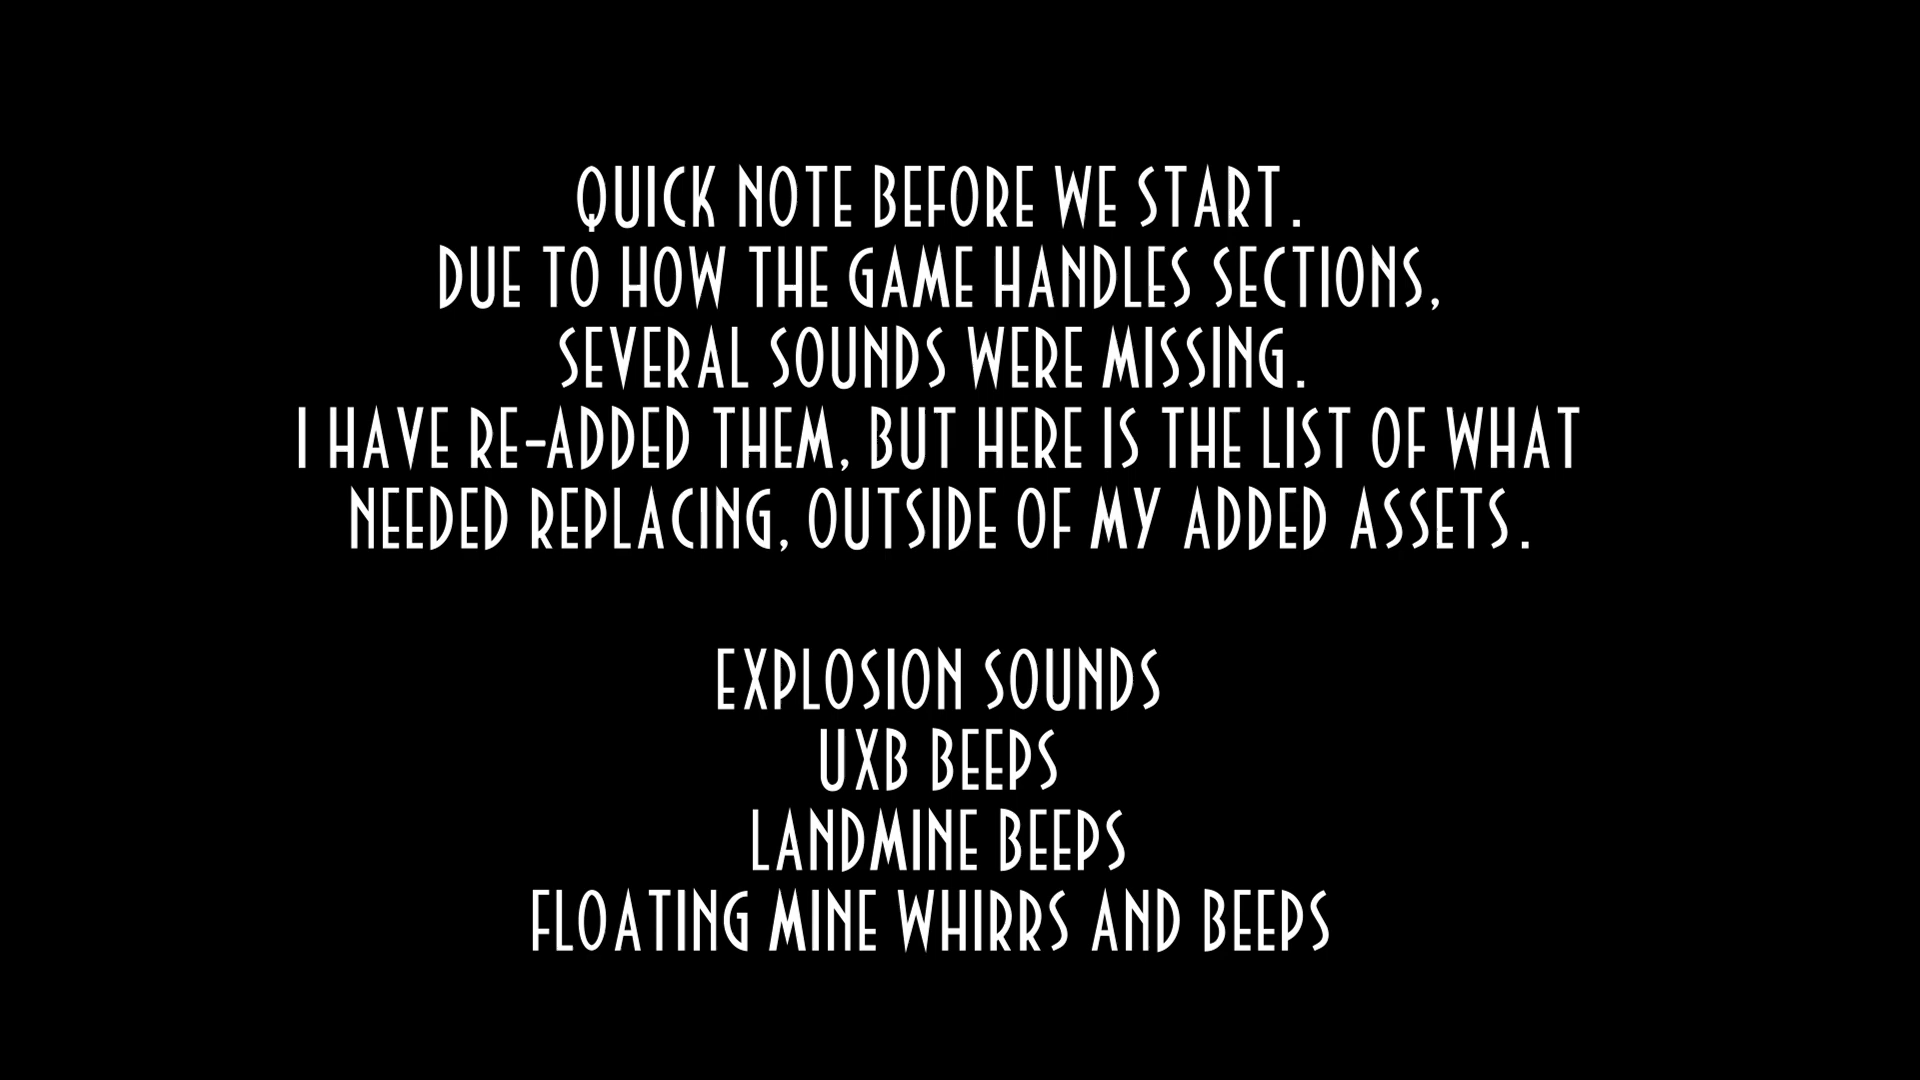 QUICK NOTE BEFORE WE START.
DUE TO HOW THE GAME HANDLES SECTIONS,
SEVERAL SOUNDS WERE MISSING.
I HAVE RE-ADDED THEM, BUT HERE IS THE LIST OF WHAT
NEEDED REPLACING, OUTSIDE OF MY ADDED ASSETS.
EXPLOSION SOUNDS
UXB BEEPS
LANDMINE BEEPS
FLOATING MINE WHIRRS AND BEEPS